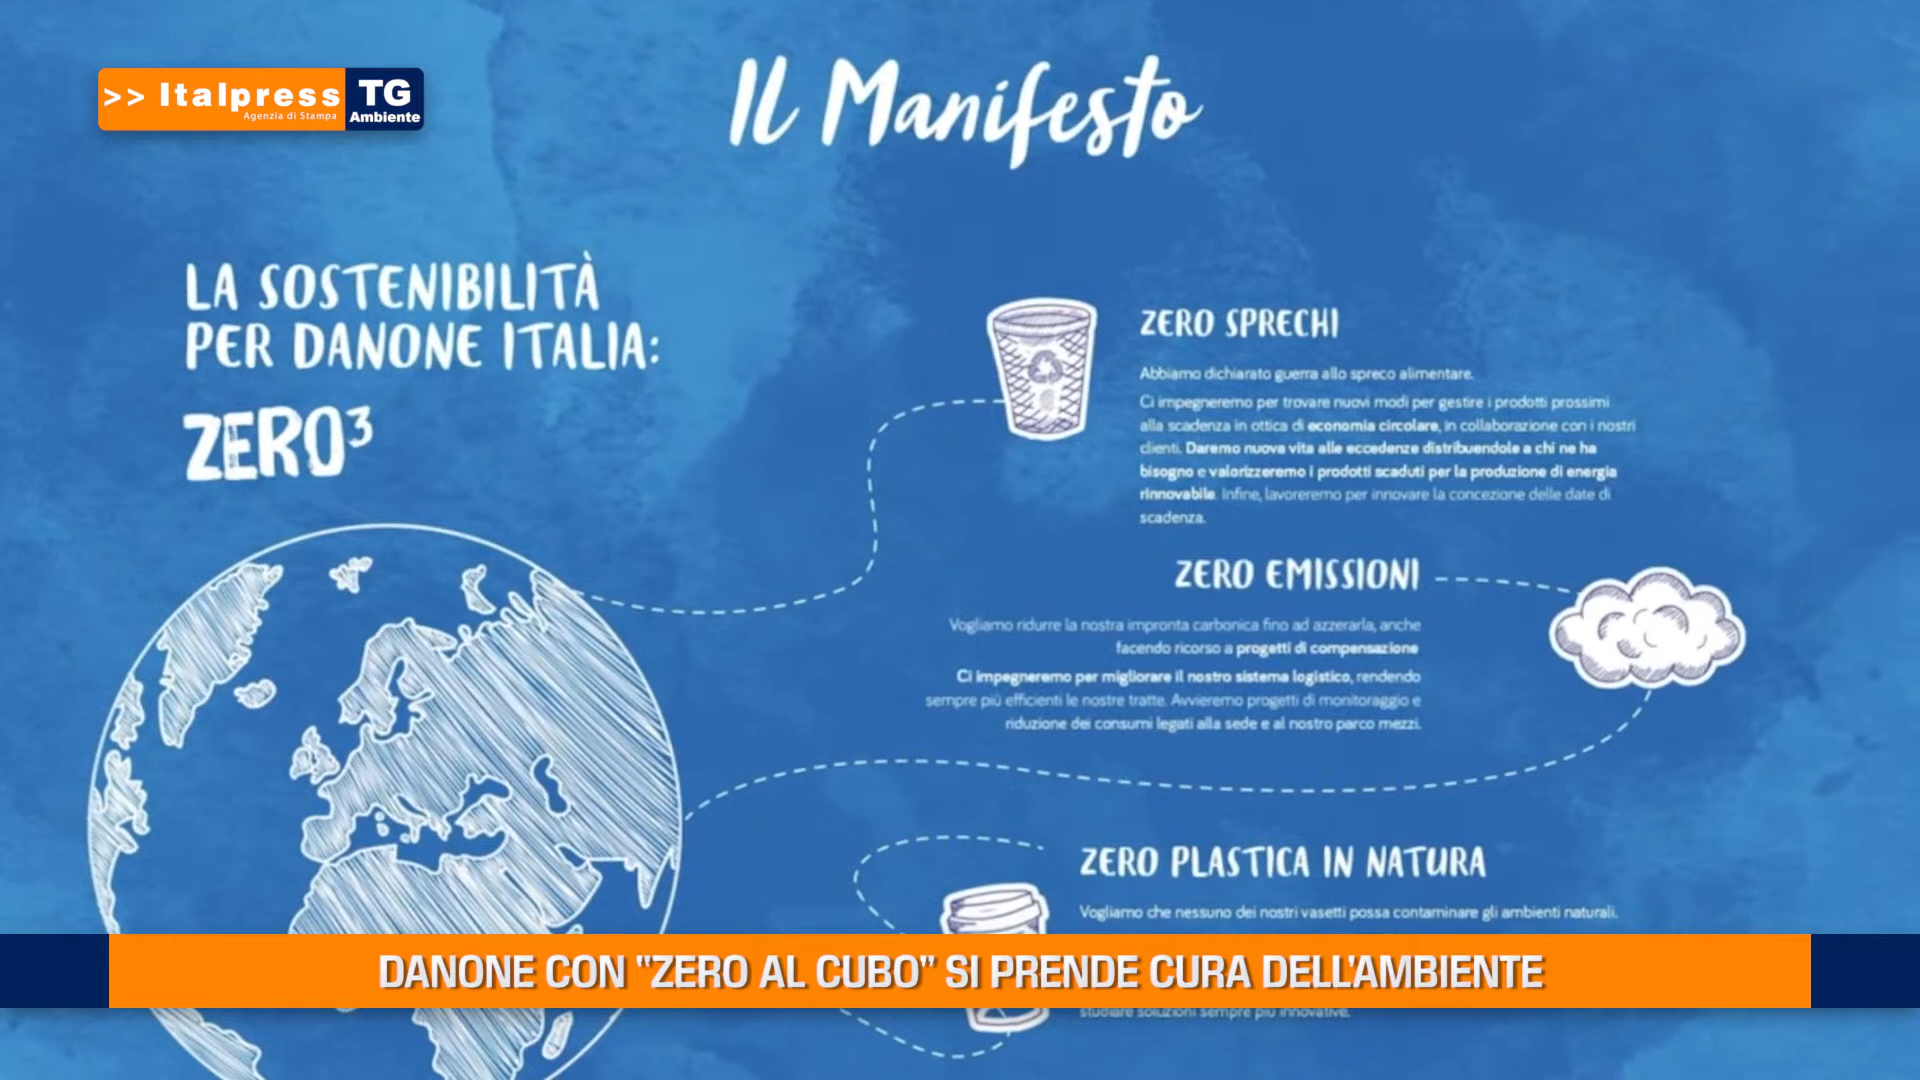 >> Italpress
Agenzia di Stampa
TG
Ambiente
Il Manifesto
LA SOSTENIBILITÀ
PER DANONE ITALIA:
ZERO³
ZERO SPRECHI
Abbiamo dichiarato guerra allo spreco alimentare.
Ci impegneremo per trovare nuovi modi per gestire i prodotti prossimi
alla scadenza in ottica di economia circolare, in collaborazione con i nostri
clienti. Daremo nuova vita alle eccedenze distribuendole a chi ne ha
bisogno e valorizzeremo i prodotti scaduti per la produzione di energia
rinnovabile. Infine, lavoreremo per innovare la concezione delle date di
scadenza.
ZERO EMISSIONI
Vogliamo ridurre la nostra impronta carbonica fino ad azzerarla, anche
facendo ricorso a progetti di compensazione
Ci impegneremo per migliorare il nostro sistema logistico, rendendo
sempre più efficienti le nostre tratte. Avvieremo progetti di monitoraggio e
riduzione dei consumi legati alla sede e al nostro parco mezzi.
ZERO PLASTICA IN NATURA
Vogliamo che nessuno dei nostri vasetti possa contaminare gli ambienti naturali.
DANONE CON "ZERO AL CUBO" SI PRENDE CURA DELL'AMBIENTE
studiare soluzioni sempre più innovative.